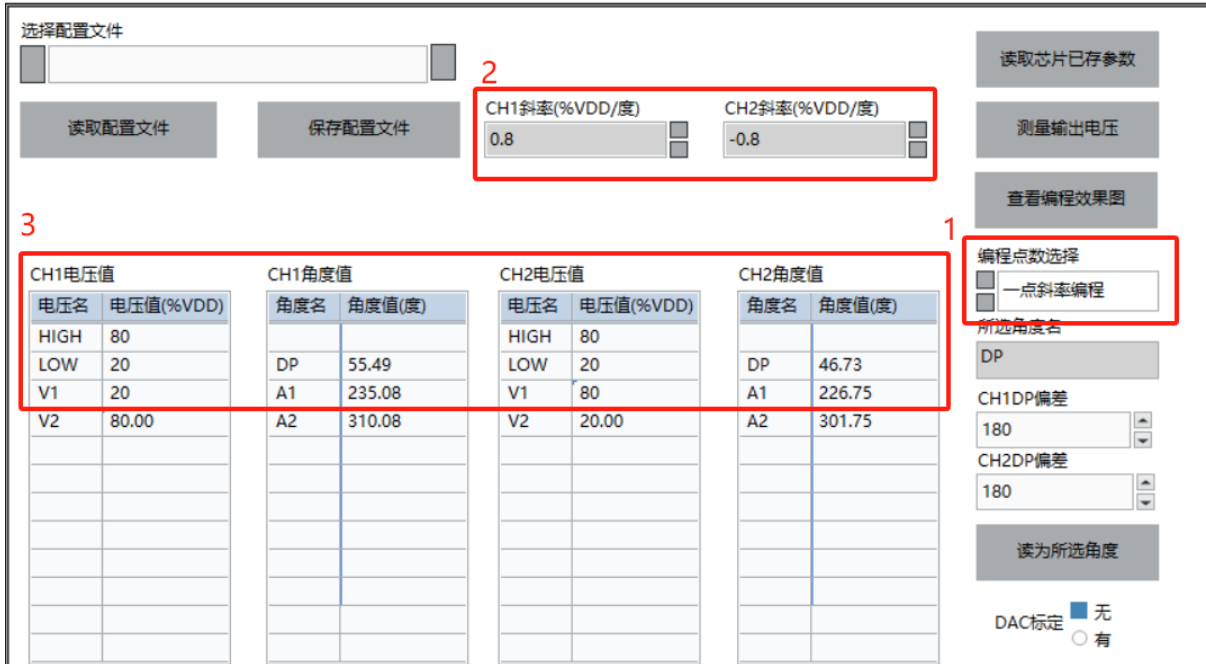 选择配置文件
读取配置文件
保存配置文件
2
CH1斜率(%VDD/度)
0.8
CH2斜率(%VDD/度)
-0.8
读取芯片已存参数
测量输出电压
查看编程效果图
1
编程点数选择
一点斜率编程
所选角度名
DP
CH1DP偏差
180
CH2DP偏差
180
读为所选角度
DAC标定
无
有
3
CH1电压值
电压名 电压值(%VDD)
HIGH 80
LOW 20
V1 20
V2 80.00
CH1角度值
角度名 角度值(度)
DP 55.49
A1 235.08
A2 310.08
CH2电压值
电压名 电压值(%VDD)
HIGH 80
LOW 20
V1 80
V2 20.00
CH2角度值
角度名 角度值(度)
DP 46.73
A1 226.75
A2 301.75